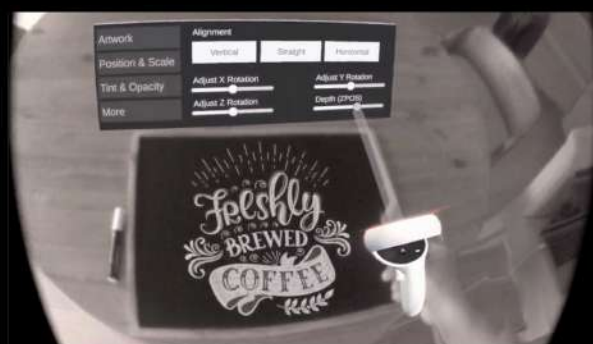 Artwork
Position & Scale
Tint & Opacity
More
Alignment
Vertical Straight Horizontal
Adjust X Rotation Adjust Y Rotation
Adjust Z Rotation Depth (ZPOS)
Freshly
BREWED
COFFEE